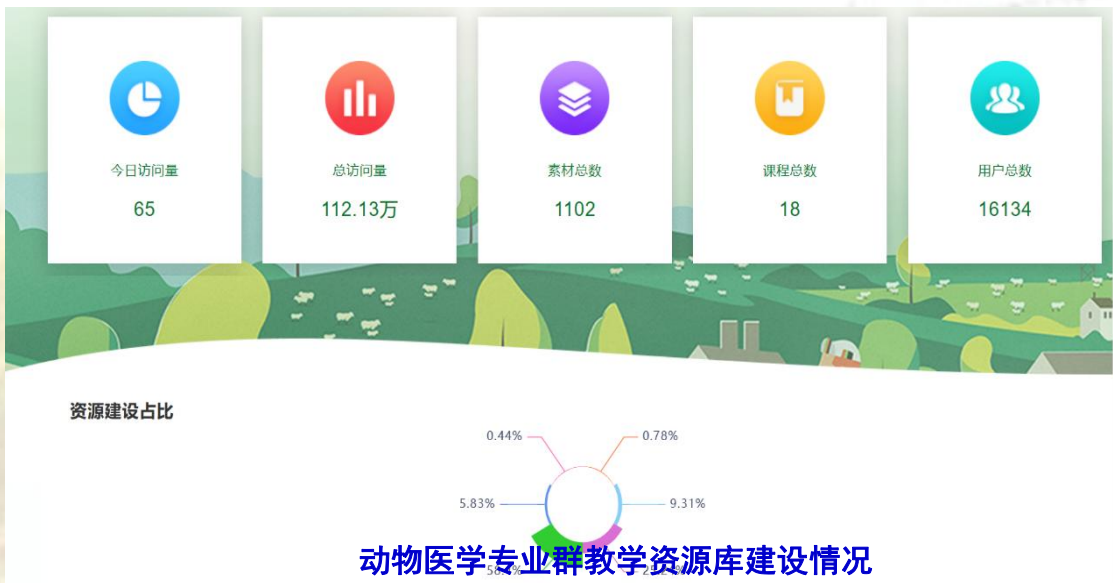 今日访问量
65
总访问量
112.13万
素材总数
1102
课程总数
18
用户总数
16134
资源建设占比
0.44%
0.78%
5.83%
9.31%
动物医学专业群教学资源库建设情况